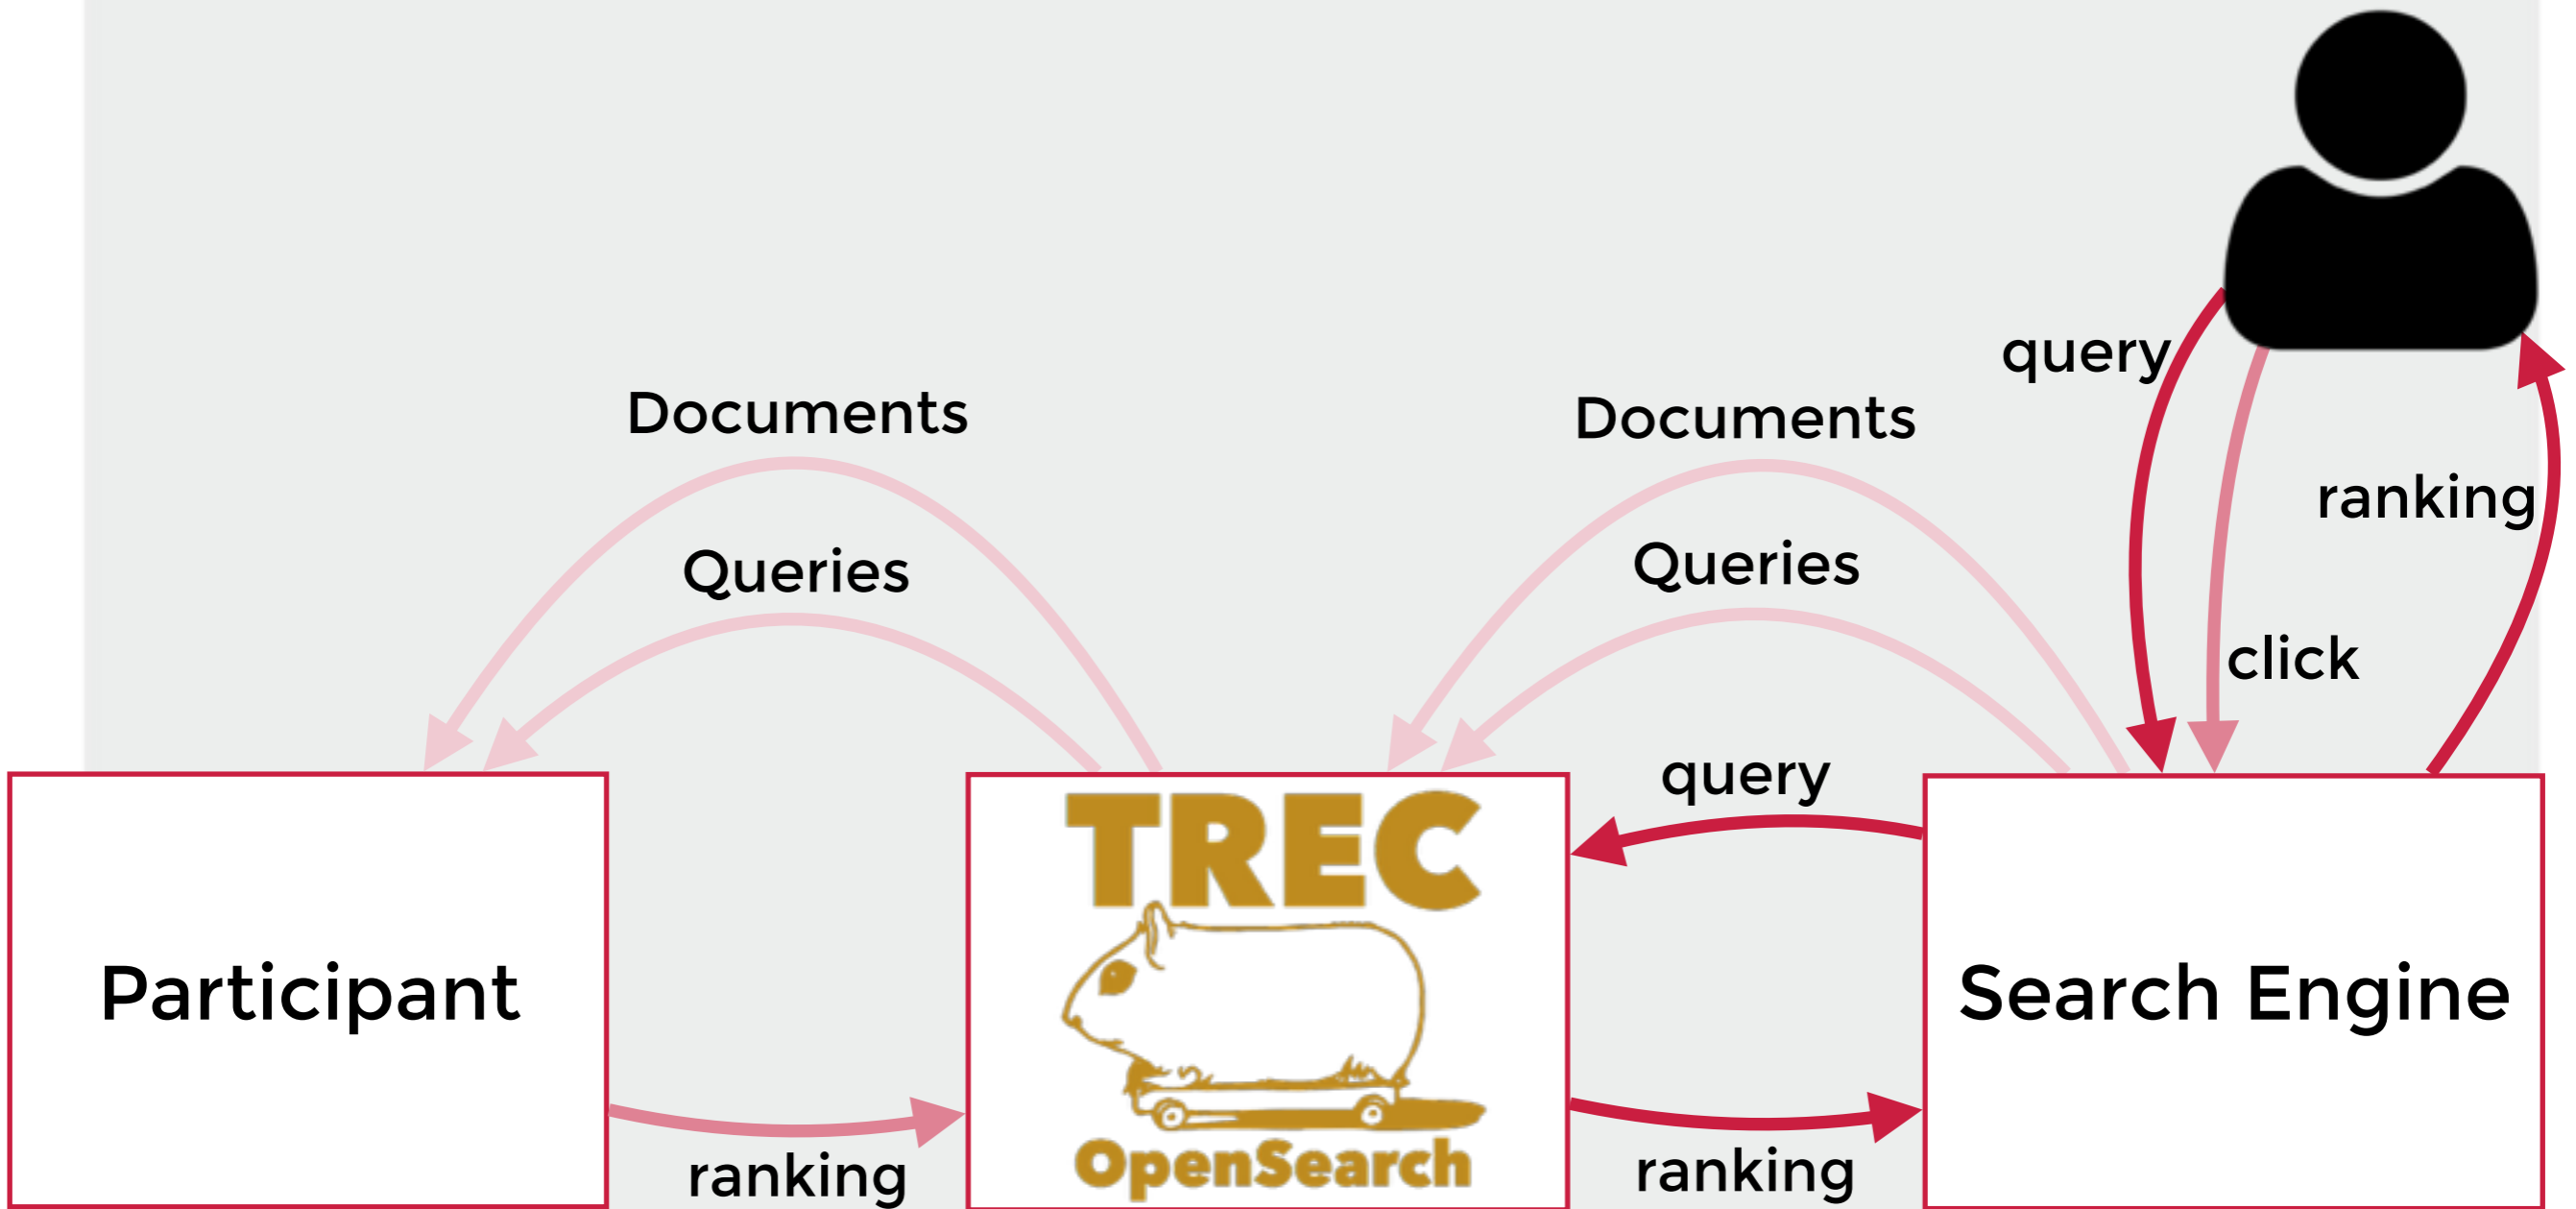 query
Documents
Documents
ranking
Queries
Queries
click
query
TREC
Participant
Search Engine
OpenSearch
ranking
ranking